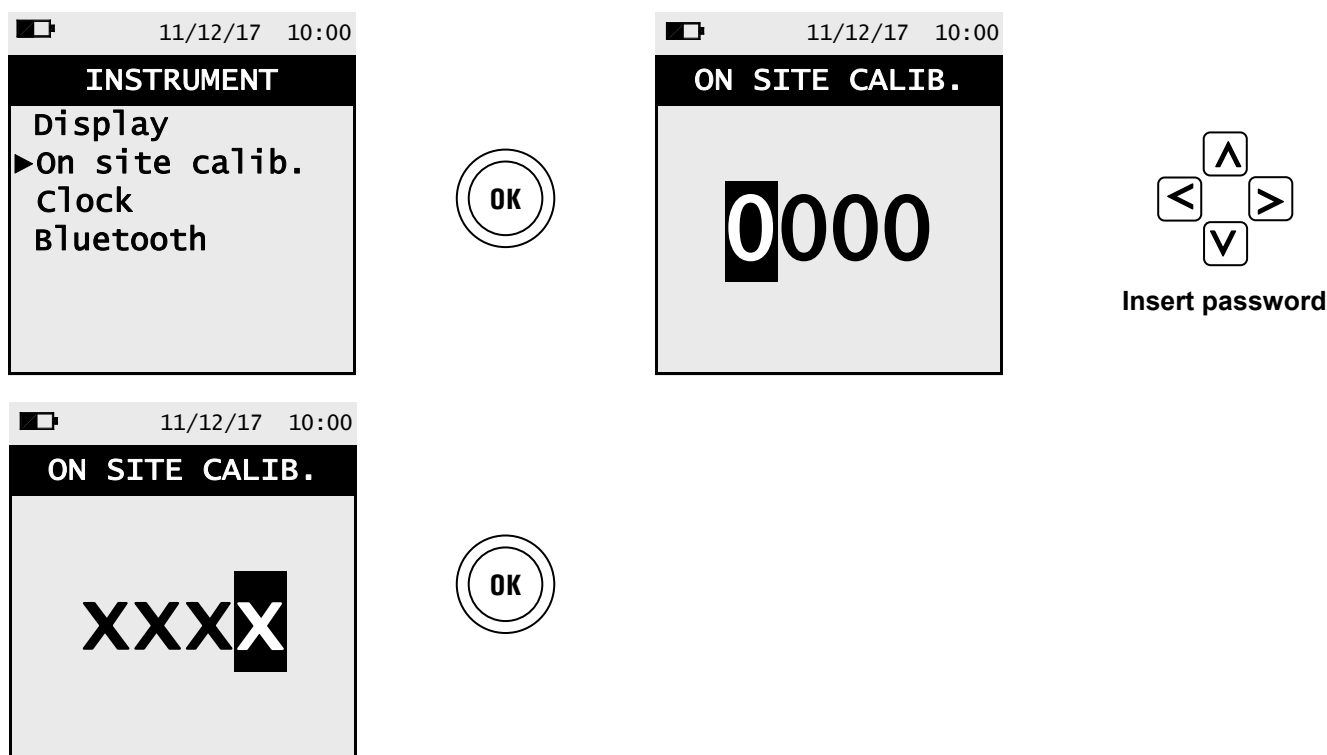 11/12/17 10:00
INSTRUMENT
Display
►On site calib.
Clock
Bluetooth
OK
11/12/17 10:00
ON SITE CALIB.
0000
Λ
<
>
V
Insert password
11/12/17 10:00
ON SITE CALIB.
XXXX
OK